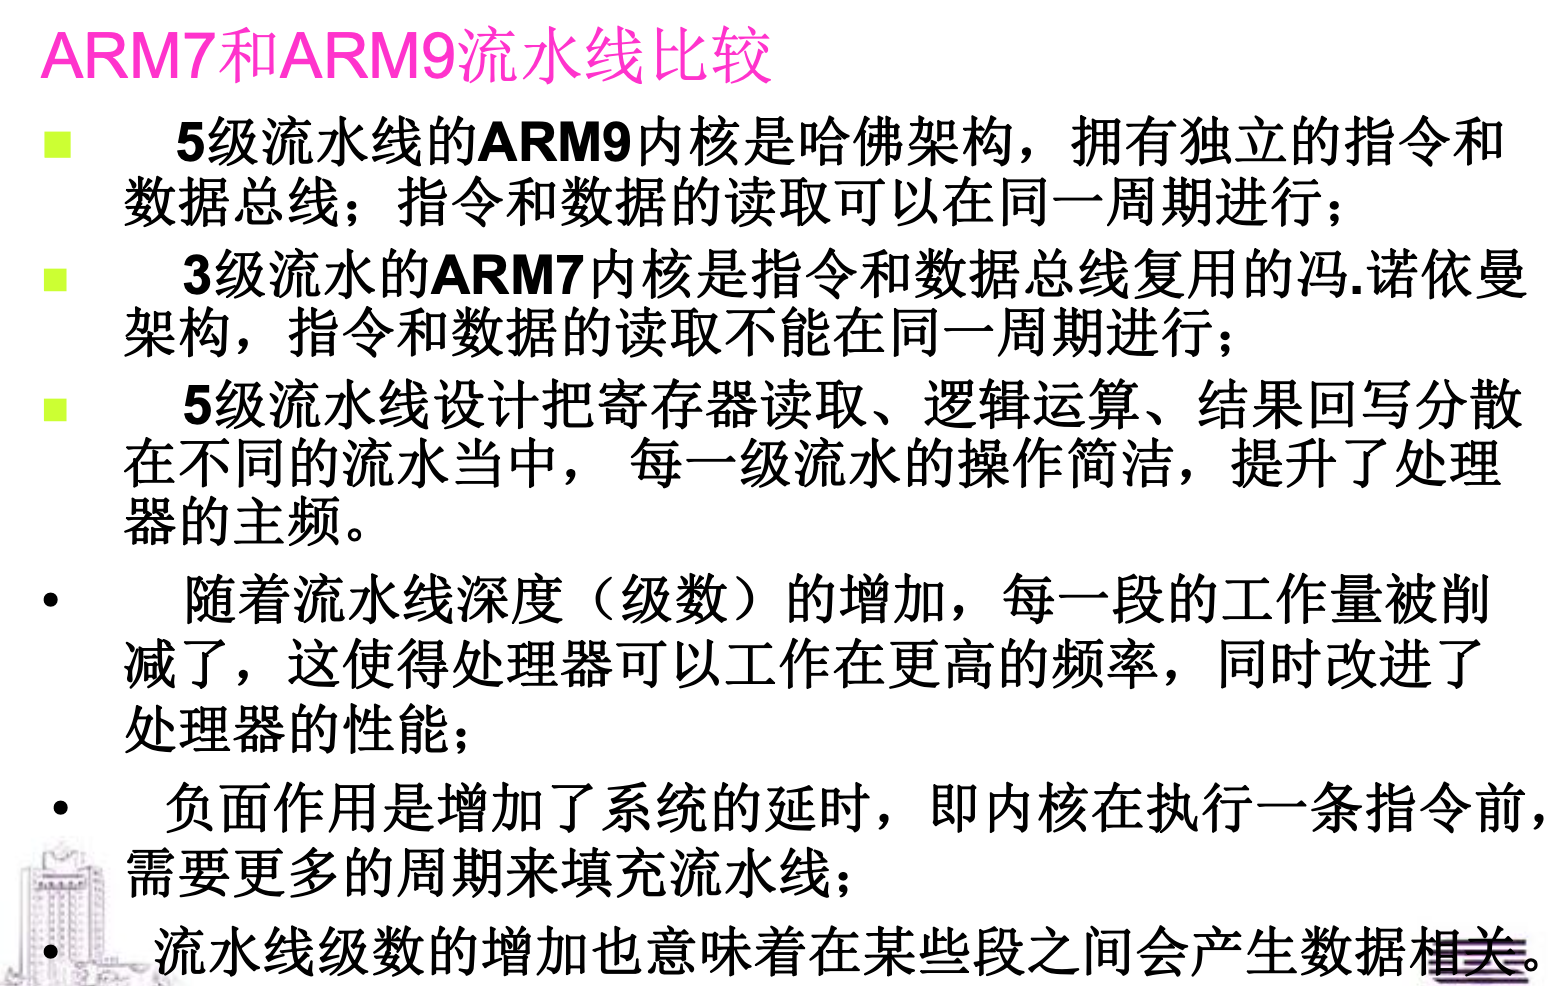 ARM7和ARM9流水线比较
5级流水线的ARM9内核是哈佛架构，拥有独立的指令和
数据总线；指令和数据的读取可以在同一周期进行；
3级流水的ARM7内核是指令和数据总线复用的冯.诺依曼
架构，指令和数据的读取不能在同一周期进行；
5级流水线设计把寄存器读取、逻辑运算、结果回写分散
在不同的流水当中， 每一级流水的操作简洁，提升了处理
器的主频。
随着流水线深度（级数）的增加，每一段的工作量被削
减了，这使得处理器可以工作在更高的频率，同时改进了
处理器的性能；
负面作用是增加了系统的延时，即内核在执行一条指令前，
需要更多的周期来填充流水线；
流水线级数的增加也意味着在某些段之间会产生数据相关。